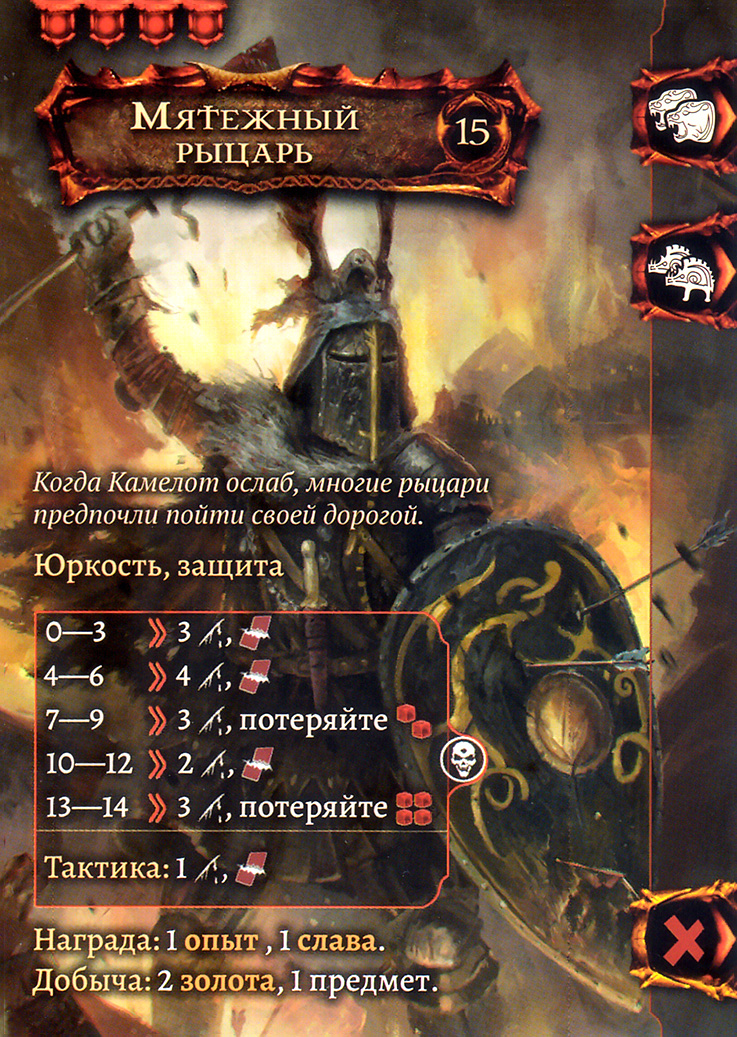 Мятежный
рыцарь
15
Когда Камелот ослаб, многие рыцари
предпочли пойти своей дорогой.
Юркость, защита
0—3 3 ,
4—6 4 ,
7—9 3 , потеряйте
10—12 2 ,
13—14 3 , потеряйте
Тактика: 1 ,
Награда: 1 опыт , 1 слава.
Добыча: 2 золота, 1 предмет.